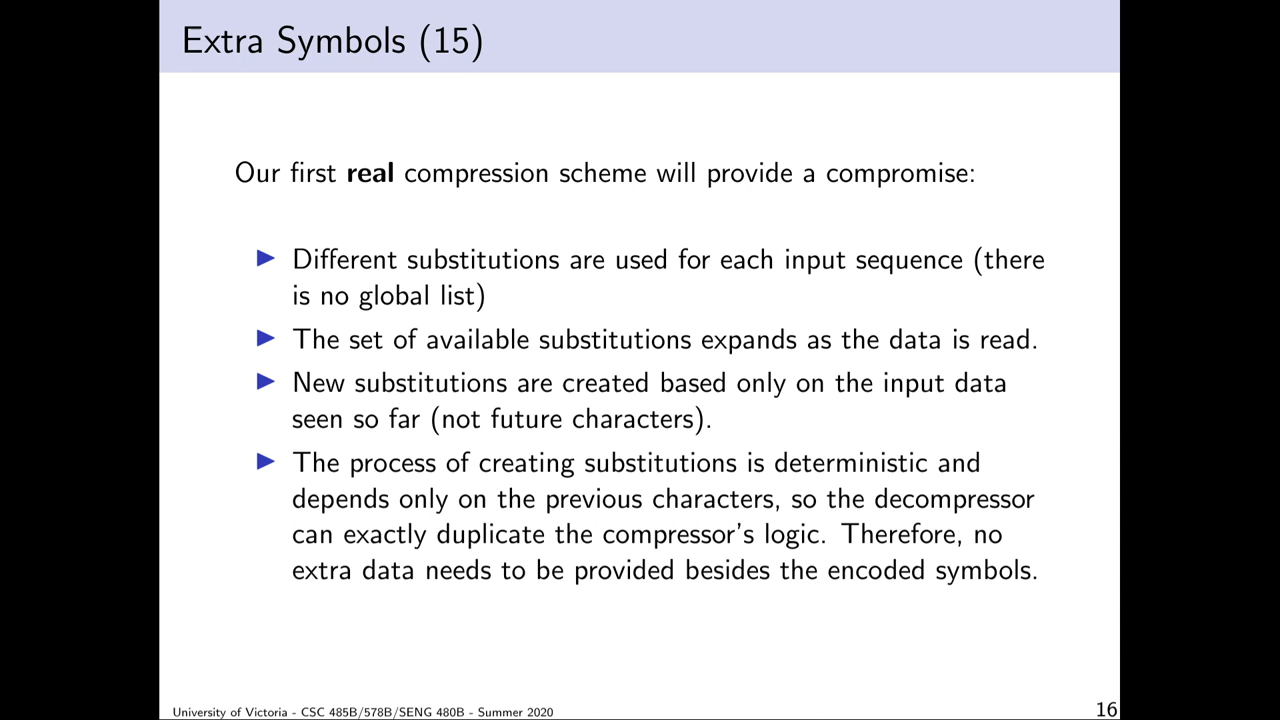 Extra Symbols (15)
Our first real compression scheme will provide a compromise:
Different substitutions are used for each input sequence (there
is no global list)
The set of available substitutions expands as the data is read.
New substitutions are created based only on the input data
seen so far (not future characters).
The process of creating substitutions is deterministic and
depends only on the previous characters, so the decompressor
can exactly duplicate the compressor's logic. Therefore, no
extra data needs to be provided besides the encoded symbols.
University of Victoria - CSC 485B/578B/SENG 480B - Summer 2020
16